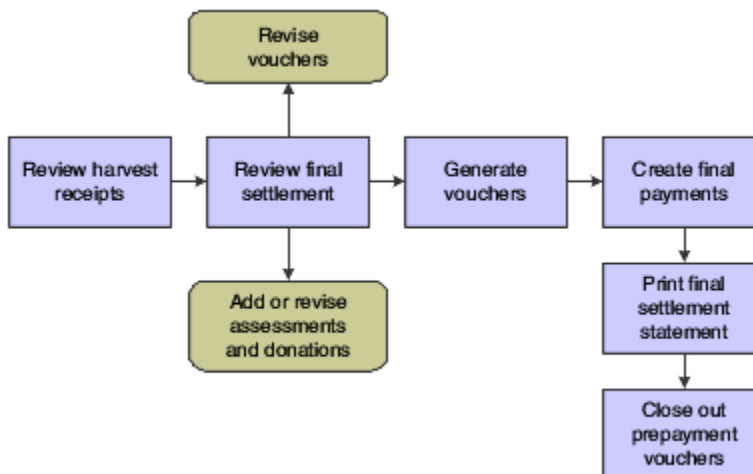 Revise
vouchers
Review harvest
receipts
Review final
settlement
Generate
vouchers
Create final
payments
Add or revise
assessments
and donations
Print final
settlement
statement
Close out
prepayment
vouchers